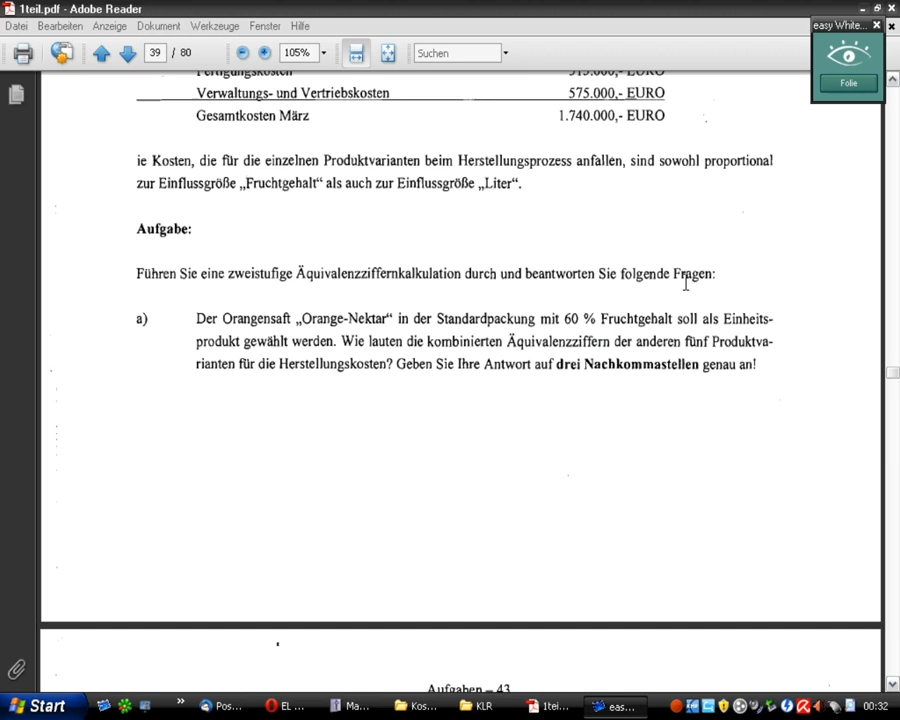 1teil.pdf - Adobe Reader
Datei Bearbeiten Anzeige Dokument Werkzeuge Fenster Hilfe
easy White...
39 / 80 105% Suchen
Folie
Fertigungskosten 515.000,- EURO
Verwaltungs- und Vertriebskosten 575.000,- EURO
Gesamtkosten März 1.740.000,- EURO
ie Kosten, die für die einzelnen Produktvarianten beim Herstellungsprozess anfallen, sind sowohl proportional
zur Einflussgröße „Fruchtgehalt“ als auch zur Einflussgröße „Liter“.
Aufgabe:
Führen Sie eine zweistufige Äquivalenzziffernkalkulation durch und beantworten Sie folgende Fragen:
a) Der Orangensaft „Orange-Nektar“ in der Standardpackung mit 60 % Fruchtgehalt soll als Einheits-
produkt gewählt werden. Wie lauten die kombinierten Äquivalenzziffern der anderen fünf Produktva-
rianten für die Herstellungskosten? Geben Sie Ihre Antwort auf drei Nachkommastellen genau an!
Aufgaben – 43
Start Pos... EL ... Ma... Kos... KLR 1tei... eas... 00:32